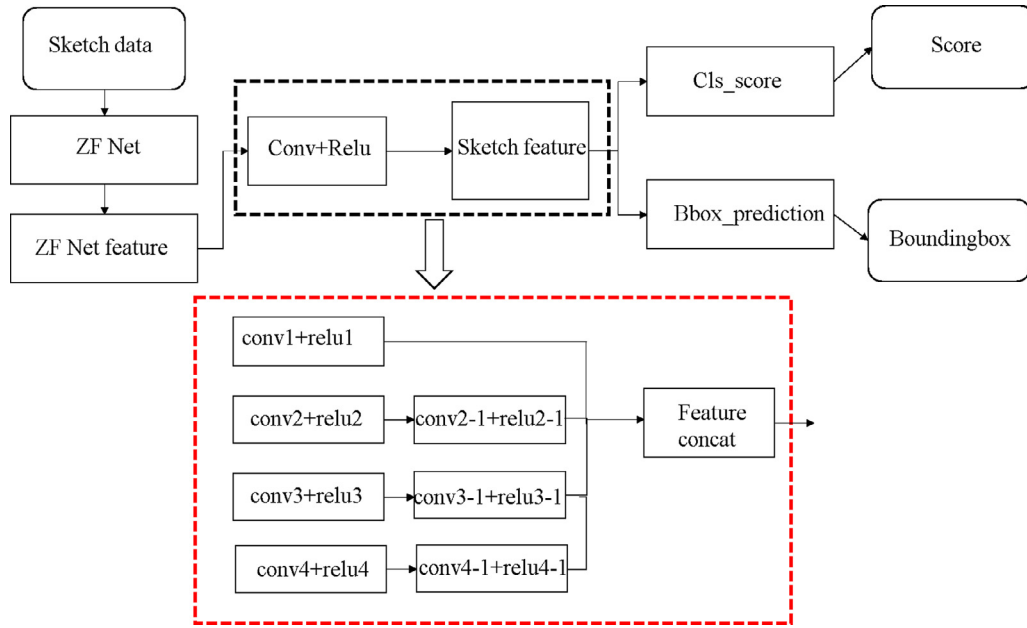 Sketch data
ZF Net
ZF Net feature
Conv+Relu
Sketch feature
Cls_score
Score
Bbox_prediction
Boundingbox
conv1+relu1
conv2+relu2
conv2-1+relu2-1
conv3+relu3
conv3-1+relu3-1
conv4+relu4
conv4-1+relu4-1
Feature
concat